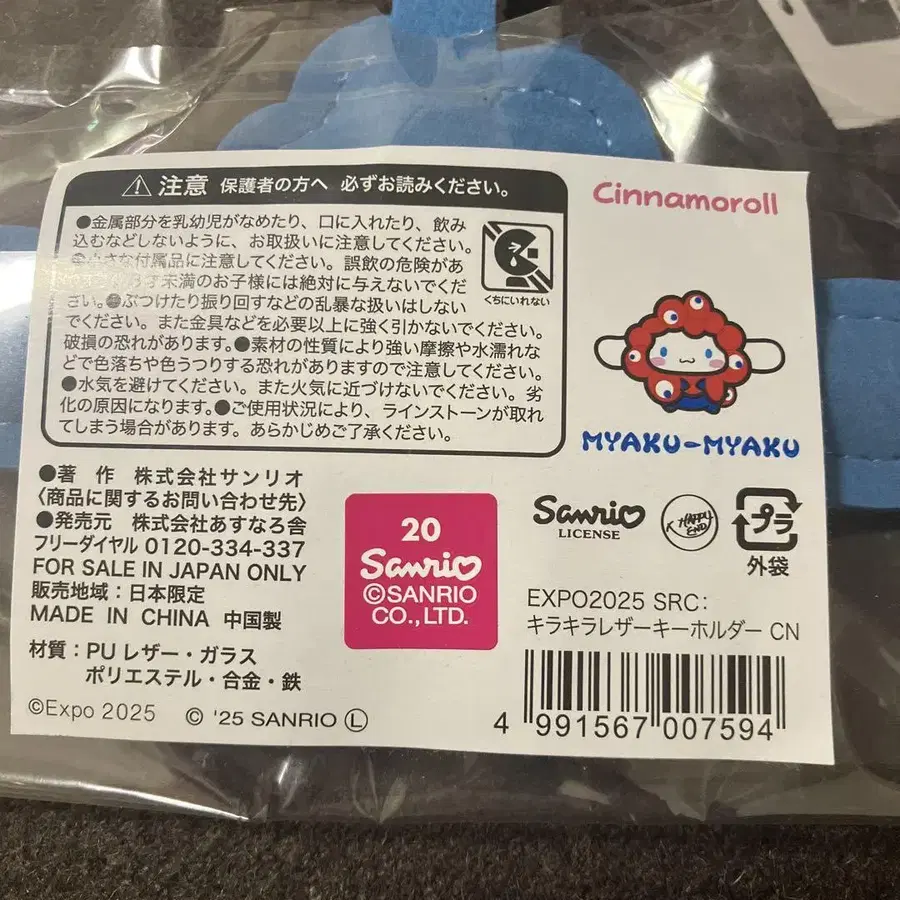 ⚠注意 保護者の方へ 必ずお読みください。
●金属部分を乳幼児がなめたり、口に入れたり、飲み
込むなどしないように、お取扱いに注意してください。
●小さな付属品に注意してください。誤飲の危険があ
才未満のお子様には絶対に与えないでくだ
さい。●ぶつけたり振り回すなどの乱暴な扱いはしない
でください。また金具などを必要以上に強く引かないでください。
破損の恐れがあります。●素材の性質により強い摩擦や水濡れな
どで色落ちや色うつりする恐れがありますので注意してください。
●水気を避けてください。また火気に近づけないでください。劣
化の原因になります。●ご使用状況により、ラインストーンが取れ
てしまう場合があります。あらかじめご了承ください。
くちにいれない
Cinnamoroll
MYAKU-MYAKU
●著 作 株式会社サンリオ
〈商品に関するお問い合わせ先〉
●発売元 株式会社あすなろ舎
フリーダイヤル 0120-334-337
FOR SALE IN JAPAN ONLY
販売地域：日本限定
MADE IN CHINA 中国製
材質：PU レザー・ガラス
ポリエステル・合金・鉄
©Expo 2025 © '25 SANRIO Ⓛ
20
Sanrio
©SANRIO
CO.,LTD.
Sanrio
LICENSE
HAPPY
END
プラ
外袋
EXPO2025 SRC:
キラキラレザーキーホルダー CN
4 991567 007594